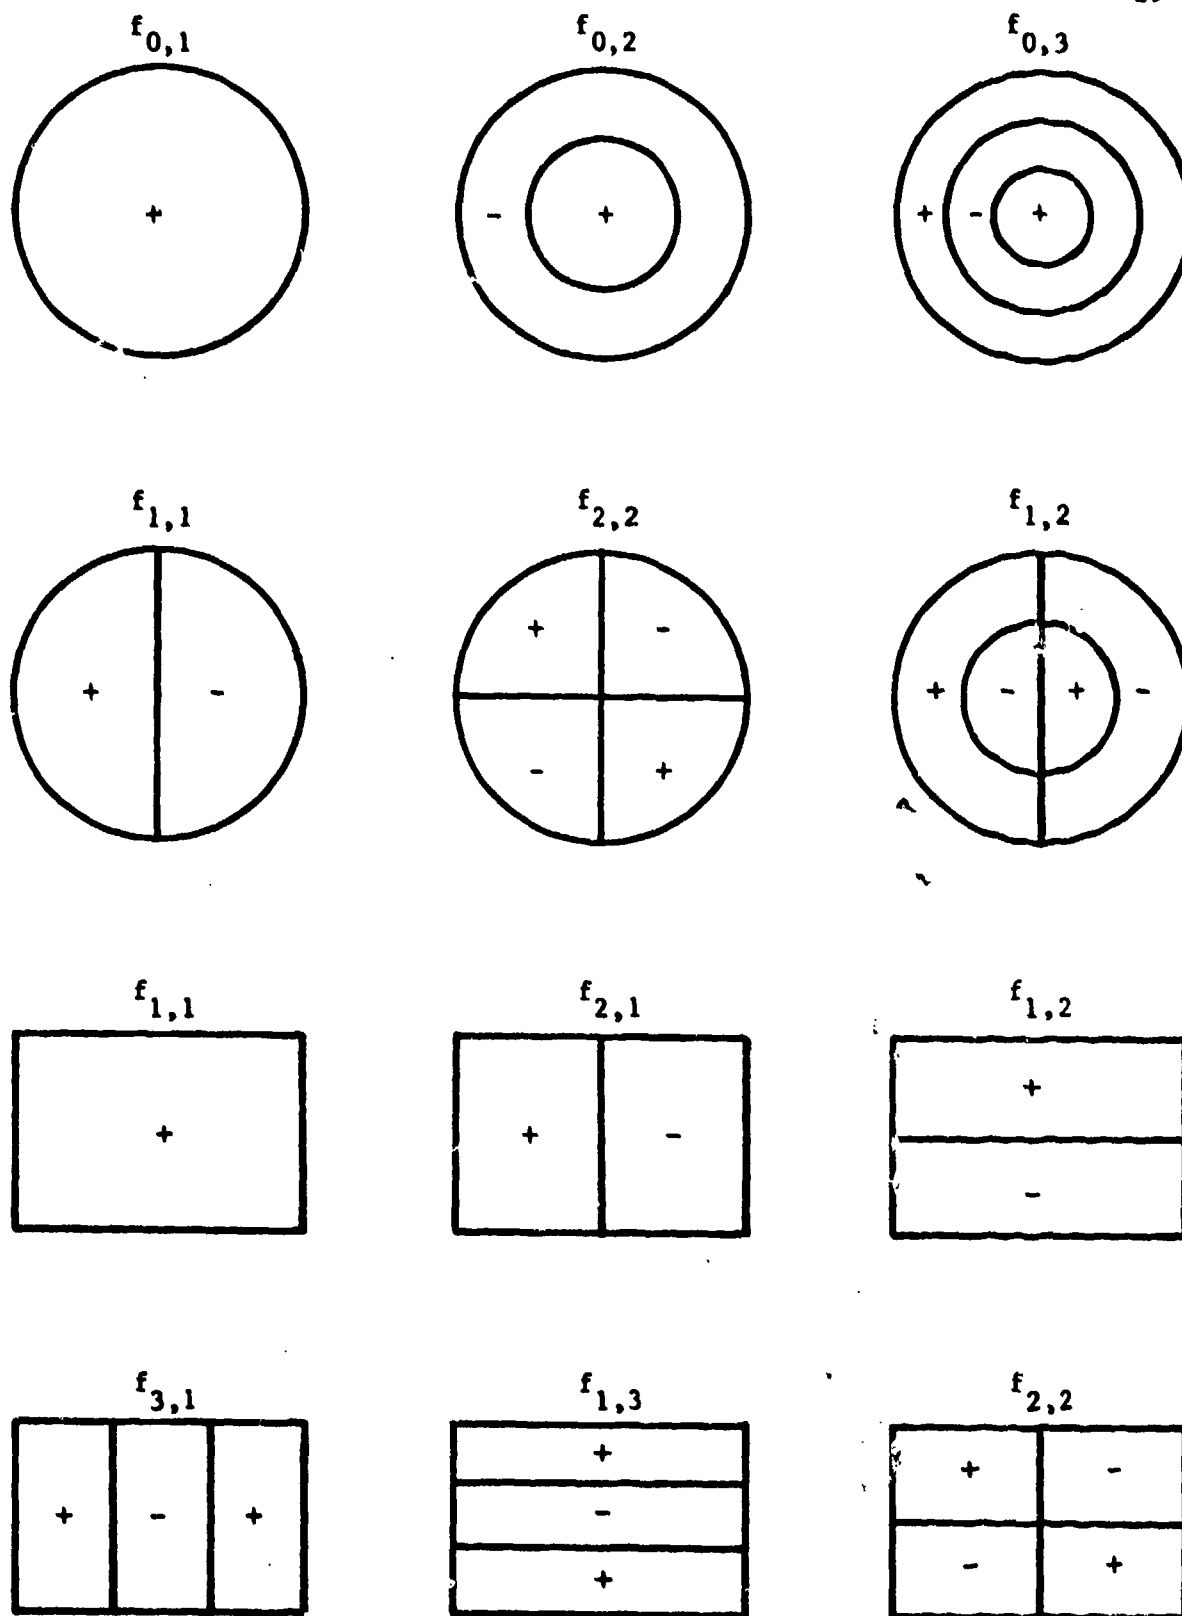 f0,1 f0,2 f0,3
+ - + + - +
f1,1 f2,2 f1,2
+ -
+ - + - + -
- +
f1,1 f2,1 f1,2
+
+ + -
-
f3,1 f1,3 f2,2
+
+ -
+ - + -
- +
+